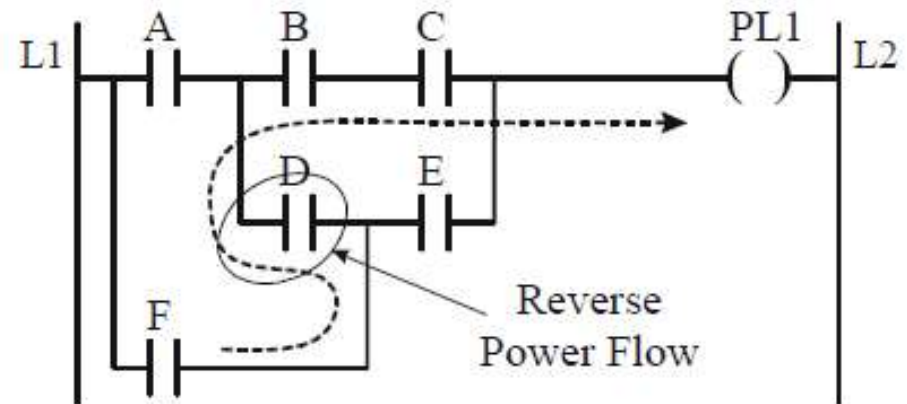 A B C PL1
L1 L2
D E
F
Reverse
Power Flow